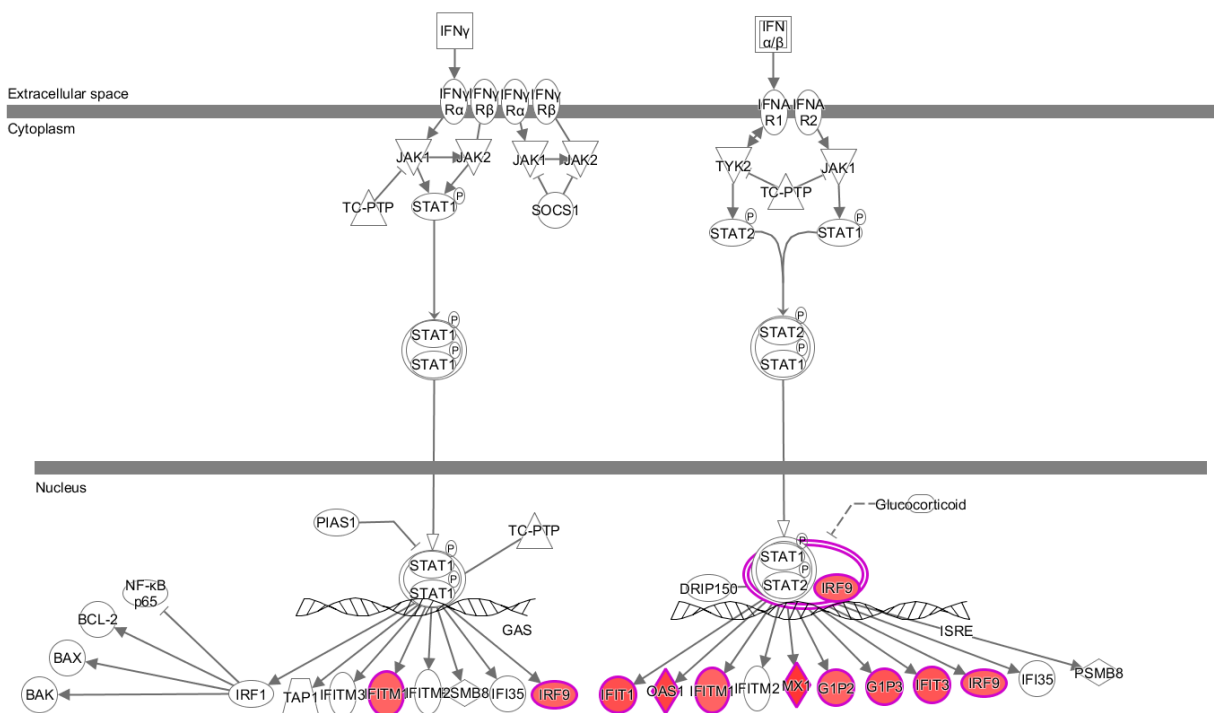 IFNγ
IFN
α/β
Extracellular space
Cytoplasm
IFNγ
Rα
IFNγ
Rβ
IFNγ
Rα
IFNγ
Rβ
IFNA
R1
IFNA
R2
JAK1
JAK2
JAK1
JAK2
TYK2
JAK1
TC-PTP
STAT1
P
SOCS1
TC-PTP
STAT2
P
STAT1
P
STAT1
P
STAT1
P
STAT2
P
STAT1
P
Nucleus
PIAS1
TC-PTP
Glucocorticoid
STAT1
P
STAT1
P
STAT1
P
STAT2
P
IRF9
DRIP150
NF-κB
p65
BCL-2
BAX
BAK
GAS
ISRE
IRF1
TAP1
IFITM3
IFITM1
IFITM2
PSMB8
IFI35
IRF9
IFIT1
OAS1
IFITM1
IFITM2
MX1
G1P2
G1P3
IFIT3
IRF9
IFI35
PSMB8